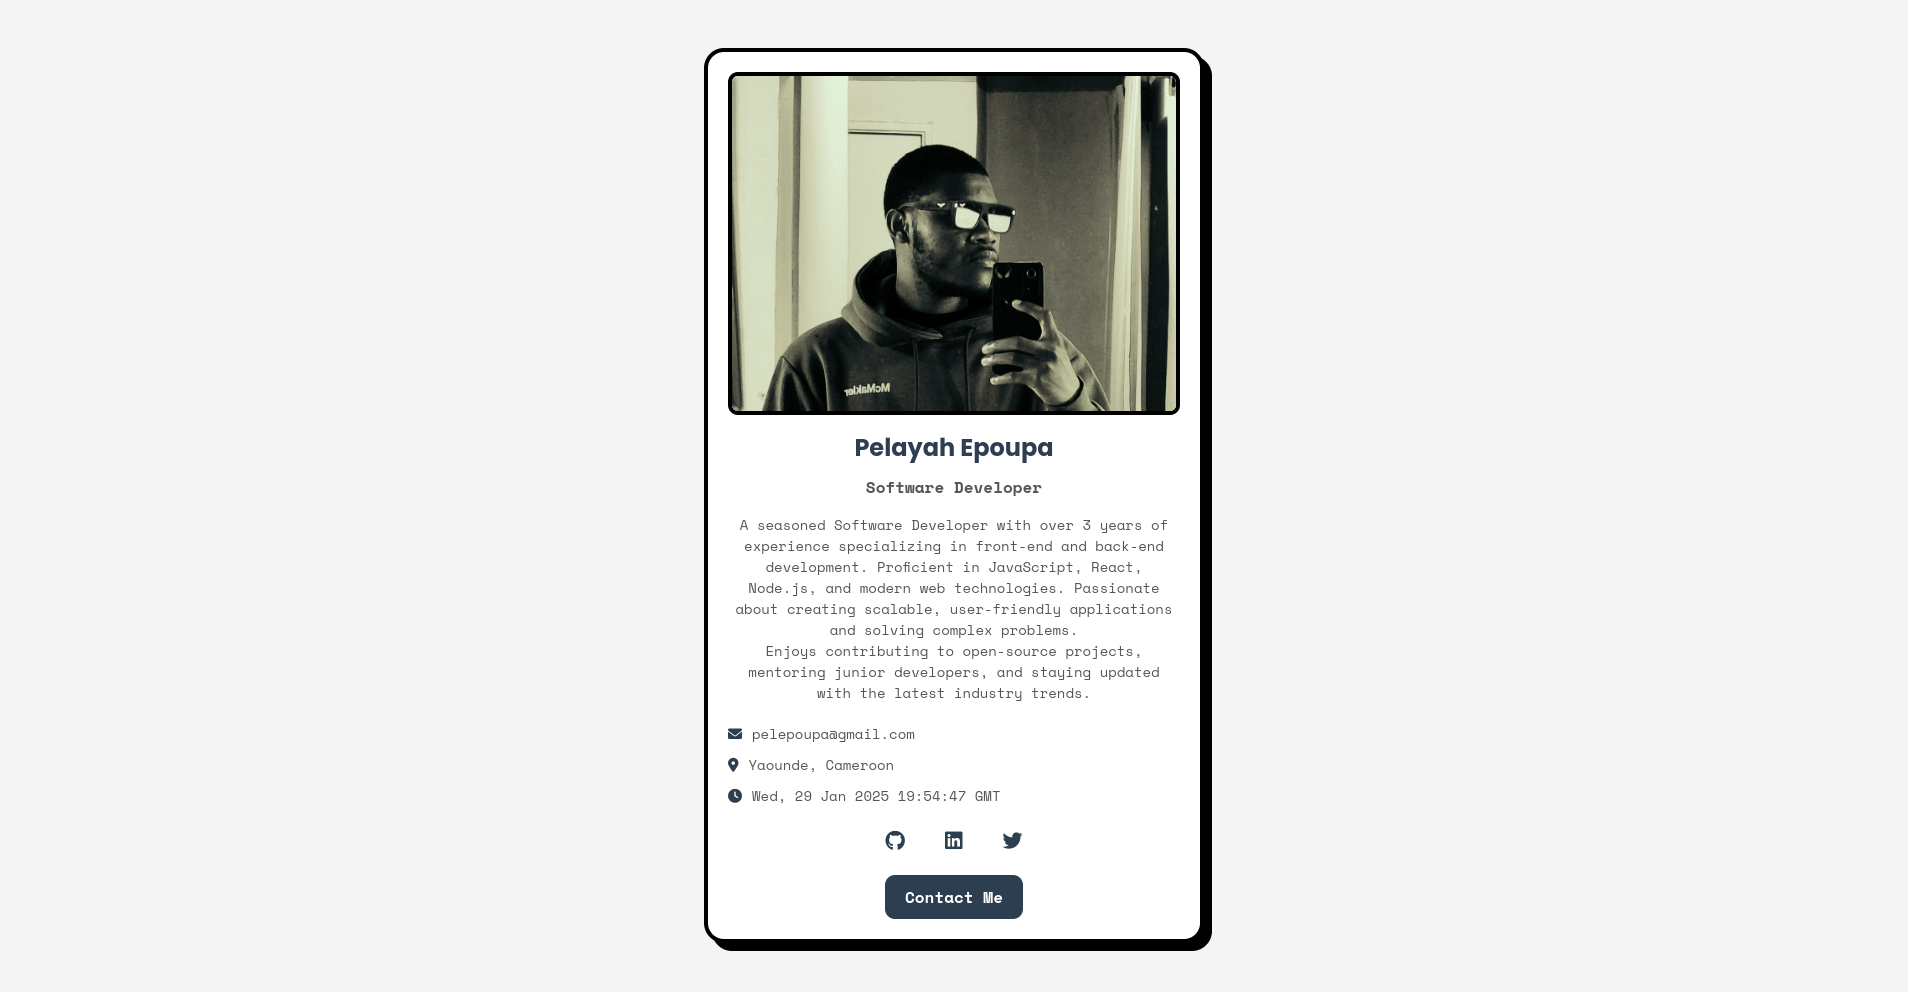 McMakler
Pelayah Epoupa
Software Developer
A seasoned Software Developer with over 3 years of
experience specializing in front-end and back-end
development. Proficient in JavaScript, React,
Node.js, and modern web technologies. Passionate
about creating scalable, user-friendly applications
and solving complex problems.
Enjoys contributing to open-source projects,
mentoring junior developers, and staying updated
with the latest industry trends.
pelepoupa@gmail.com
Yaounde, Cameroon
Wed, 29 Jan 2025 19:54:47 GMT
Contact Me